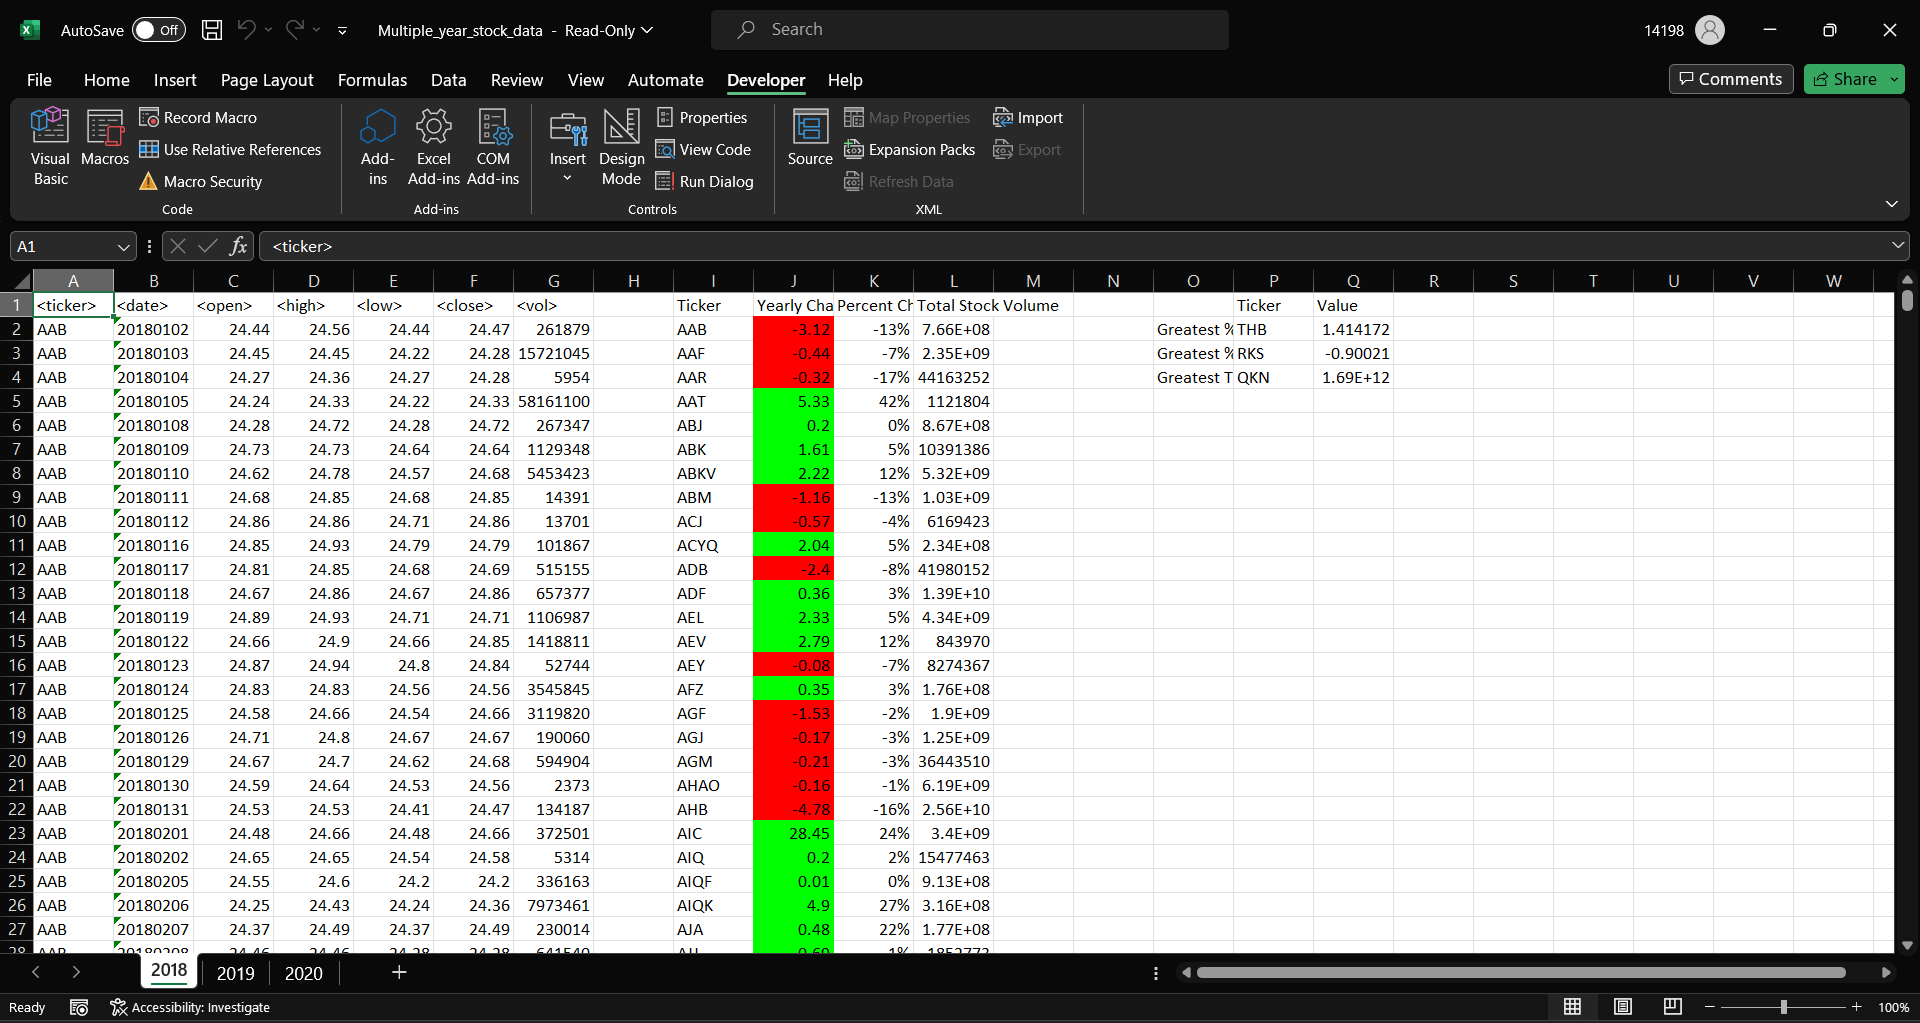 AutoSave Off Multiple_year_stock_data - Read-Only Search 14198
File Home Insert Page Layout Formulas Data Review View Automate Developer Help Comments Share
Visual Basic Macros Record Macro Use Relative References Macro Security Code
Add-ins Excel Add-ins COM Add-ins Add-ins
Insert Design Mode Properties View Code Run Dialog Controls
Source Map Properties Expansion Packs Refresh Data Import Export XML
A1 fx <ticker>
A B C D E F G H I J K L M N O P Q R S T U V W
1 <ticker> <date> <open> <high> <low> <close> <vol> Ticker Yearly Cha Percent Ch Total Stock Volume Ticker Value
2 AAB 20180102 24.44 24.56 24.44 24.47 261879 AAB -3.12 -13% 7.66E+08 Greatest % THB 1.414172
3 AAB 20180103 24.45 24.45 24.22 24.28 15721045 AAF -0.44 -7% 2.35E+09 Greatest % RKS -0.90021
4 AAB 20180104 24.27 24.36 24.27 24.28 5954 AAR -0.32 -17% 44163252 Greatest T QKN 1.69E+12
5 AAB 20180105 24.24 24.33 24.22 24.33 58161100 AAT 5.33 42% 1121804
6 AAB 20180108 24.28 24.72 24.28 24.72 267347 ABJ 0.2 0% 8.67E+08
7 AAB 20180109 24.73 24.73 24.64 24.64 1129348 ABK 1.61 5% 10391386
8 AAB 20180110 24.62 24.78 24.57 24.68 5453423 ABKV 2.22 12% 5.32E+09
9 AAB 20180111 24.68 24.85 24.68 24.85 14391 ABM -1.16 -13% 1.03E+09
10 AAB 20180112 24.86 24.86 24.71 24.86 13701 ACJ -0.57 -4% 6169423
11 AAB 20180116 24.85 24.93 24.79 24.79 101867 ACYQ 2.04 5% 2.34E+08
12 AAB 20180117 24.81 24.85 24.68 24.69 515155 ADB -2.4 -8% 41980152
13 AAB 20180118 24.67 24.86 24.67 24.86 657377 ADF 0.36 3% 1.39E+10
14 AAB 20180119 24.89 24.93 24.71 24.71 1106987 AEL 2.33 5% 4.34E+09
15 AAB 20180122 24.66 24.9 24.66 24.85 1418811 AEV 2.79 12% 843970
16 AAB 20180123 24.87 24.94 24.8 24.84 52744 AEY -0.08 -7% 8274367
17 AAB 20180124 24.83 24.83 24.56 24.56 3545845 AFZ 0.35 3% 1.76E+08
18 AAB 20180125 24.58 24.66 24.54 24.66 3119820 AGF -1.53 -2% 1.9E+09
19 AAB 20180126 24.71 24.8 24.67 24.67 190060 AGJ -0.17 -3% 1.25E+09
20 AAB 20180129 24.67 24.7 24.62 24.68 594904 AGM -0.21 -3% 36443510
21 AAB 20180130 24.59 24.64 24.53 24.56 2373 AHAO -0.16 -1% 6.19E+09
22 AAB 20180131 24.53 24.53 24.41 24.47 134187 AHB -4.78 -16% 2.56E+10
23 AAB 20180201 24.48 24.66 24.48 24.66 372501 AIC 28.45 24% 3.4E+09
24 AAB 20180202 24.65 24.65 24.54 24.58 5314 AIQ 0.2 2% 15477463
25 AAB 20180205 24.55 24.6 24.2 24.2 336163 AIQF 0.01 0% 9.13E+08
26 AAB 20180206 24.25 24.43 24.24 24.36 7973461 AIQK 4.9 27% 3.16E+08
27 AAB 20180207 24.37 24.49 24.37 24.49 230014 AJA 0.48 22% 1.77E+08
28 AAB 20180208
2018 2019 2020
Ready Accessibility: Investigate 100%